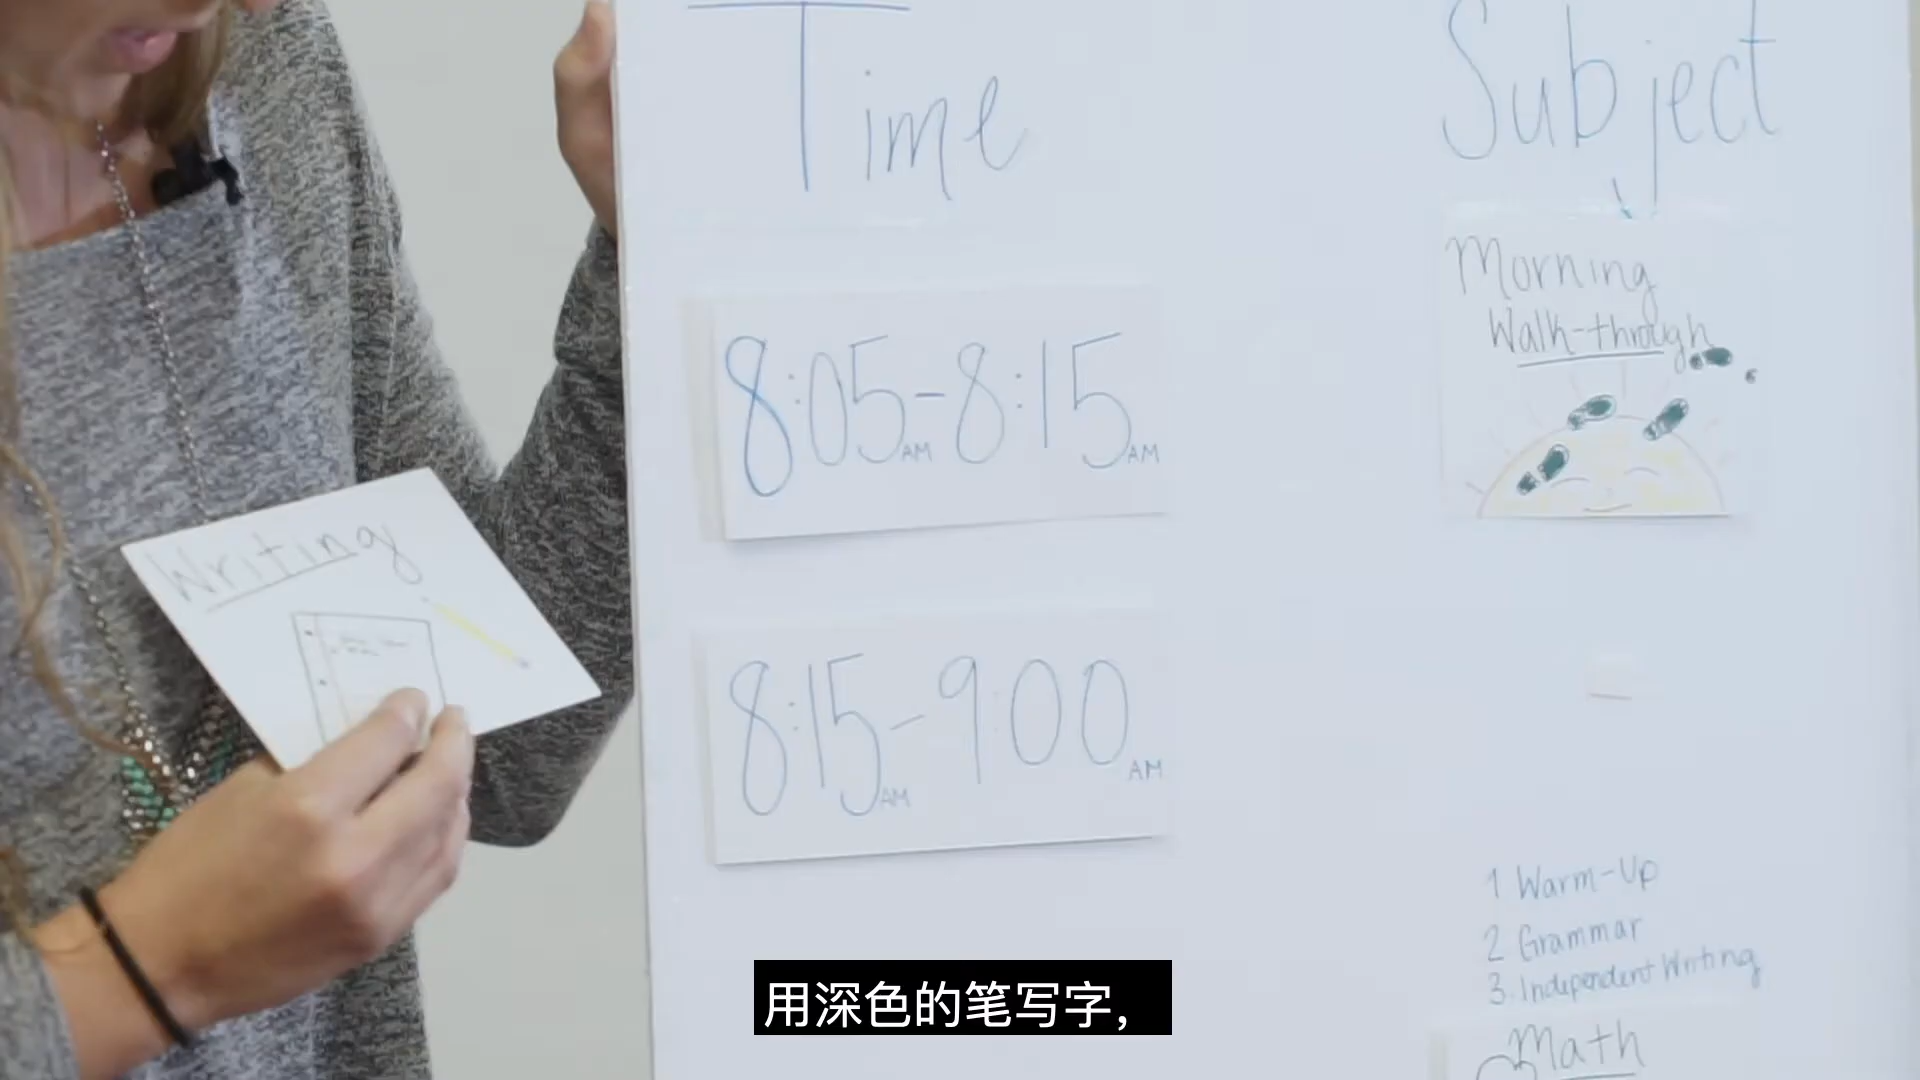 Time
Subject
Morning
Walk-through
8:05AM-8:15AM
Writing
8:15AM-9:00AM
1 Warm-Up
2 Grammar
3. Independent Writing
Math
用深色的笔写字，